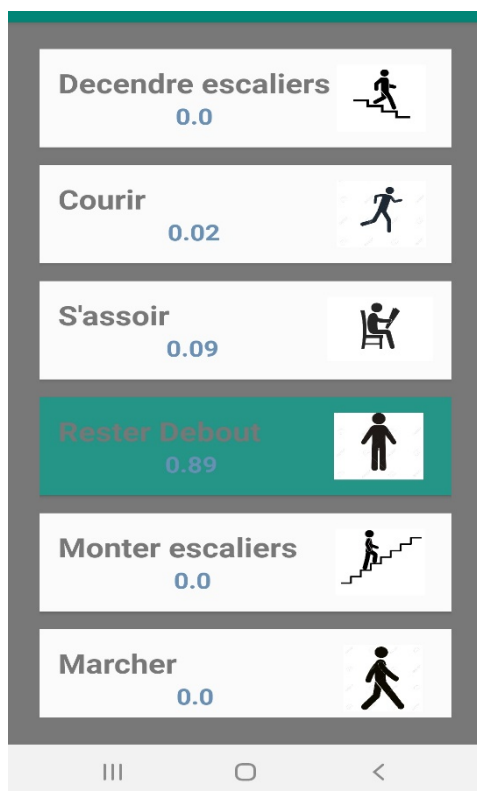 Decendre escaliers
0.0
Courir
0.02
S'assoir
0.09
Rester Debout
0.89
Monter escaliers
0.0
Marcher
0.0